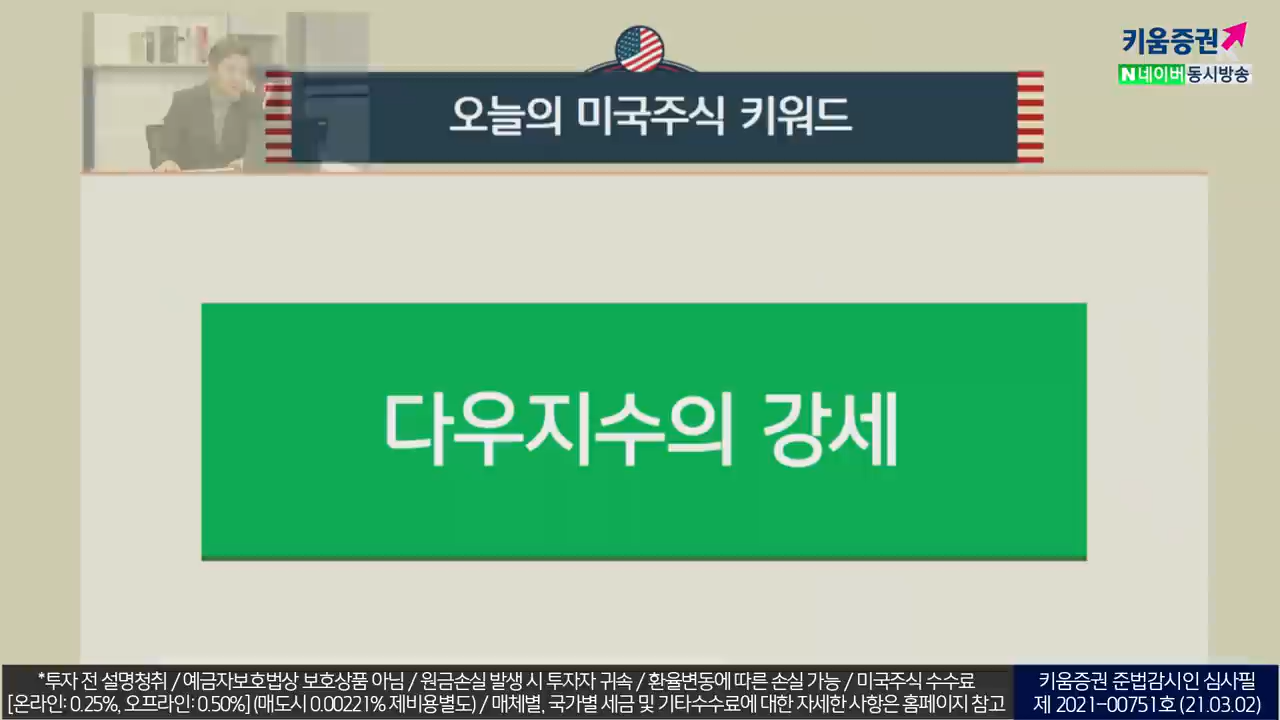 키움증권
N 네이버 동시방송
오늘의 미국주식 키워드
다우지수의 강세
*투자 전 설명청취 / 예금자보호법상 보호상품 아님 / 원금손실 발생 시 투자자 귀속 / 환율변동에 따른 손실 가능 / 미국주식 수수료
[온라인: 0.25%, 오프라인: 0.50%] (매도시 0.00221% 제비용별도) / 매체별, 국가별 세금 및 기타수수료에 대한 자세한 사항은 홈페이지 참고
키움증권 준법감시인 심사필
제 2021-00751호 (21.03.02)